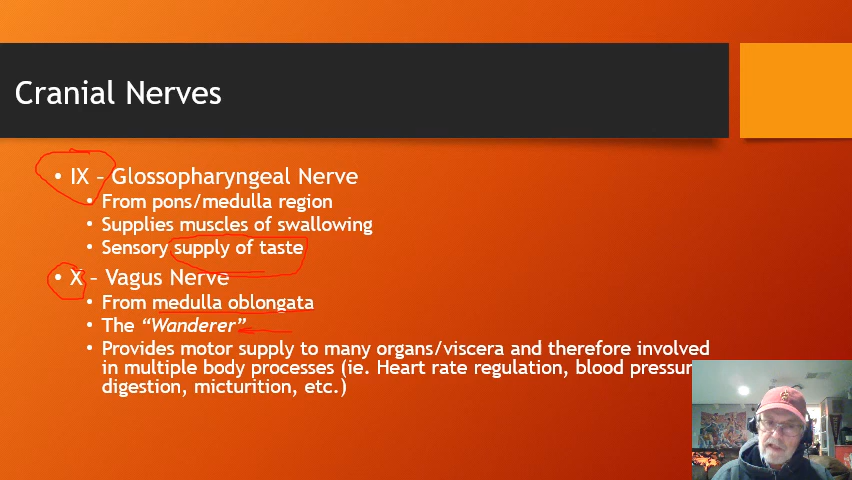 Cranial Nerves
• IX – Glossopharyngeal Nerve
• From pons/medulla region
• Supplies muscles of swallowing
• Sensory supply of taste
• X – Vagus Nerve
• From medulla oblongata
• The “Wanderer”
• Provides motor supply to many organs/viscera and therefore involved
in multiple body processes (ie. Heart rate regulation, blood
digestion, micturition, etc.)